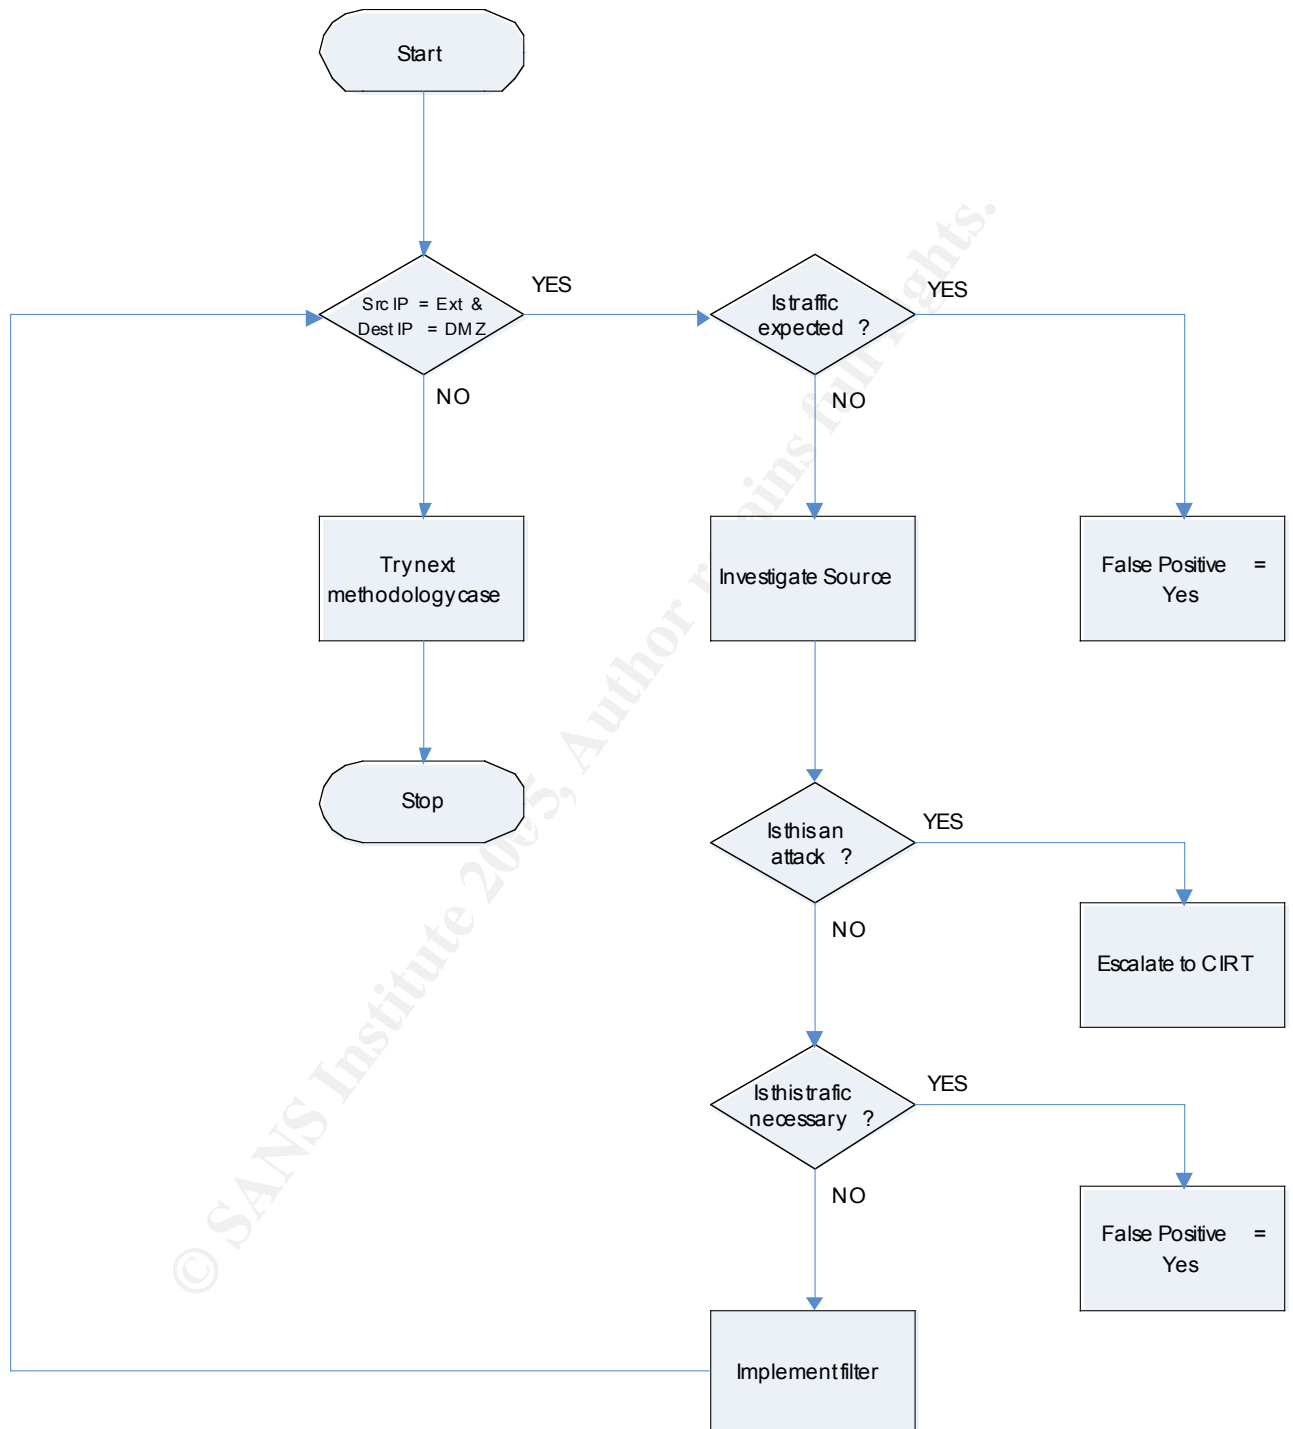 Start
Src IP = Ext &
Dest IP = DMZ
YES
NO
Is traffic
expected ?
YES
NO
Try next
methodology case
Investigate Source
False Positive =
Yes
Stop
Is this an
attack ?
YES
NO
Escalate to CIRT
Is this trafic
necessary ?
YES
NO
False Positive =
Yes
Implement filter
© SANS Institute 2005, Author retains full rights.